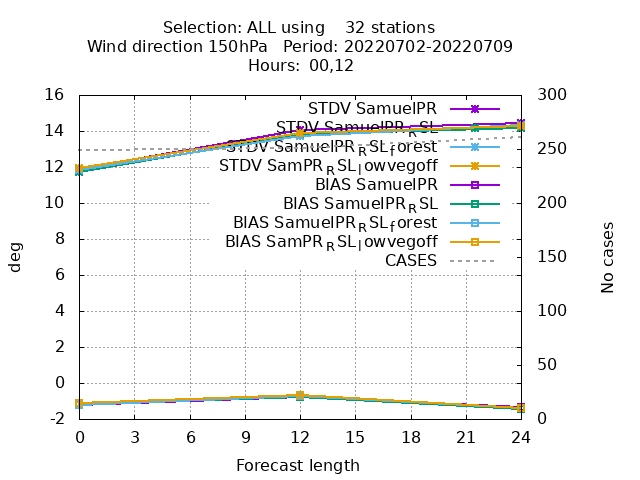 Selection: ALL using 32 stations
Wind direction 150hPa Period: 20220702-20220709
Hours: 00,12
STDV SamuelPR
STDV SamuelPR_RSL
STDV SamuelPR_RSL_forest
STDV SamPR_RSL_lowvegoff
BIAS SamuelPR
BIAS SamuelPR_RSL
BIAS SamuelPR_RSL_forest
BIAS SamPR_RSL_lowvegoff
CASES
16
14
12
10
8
6
4
2
0
-2
300
250
200
150
100
50
0
deg
No cases
0 3 6 9 12 15 18 21 24
Forecast length